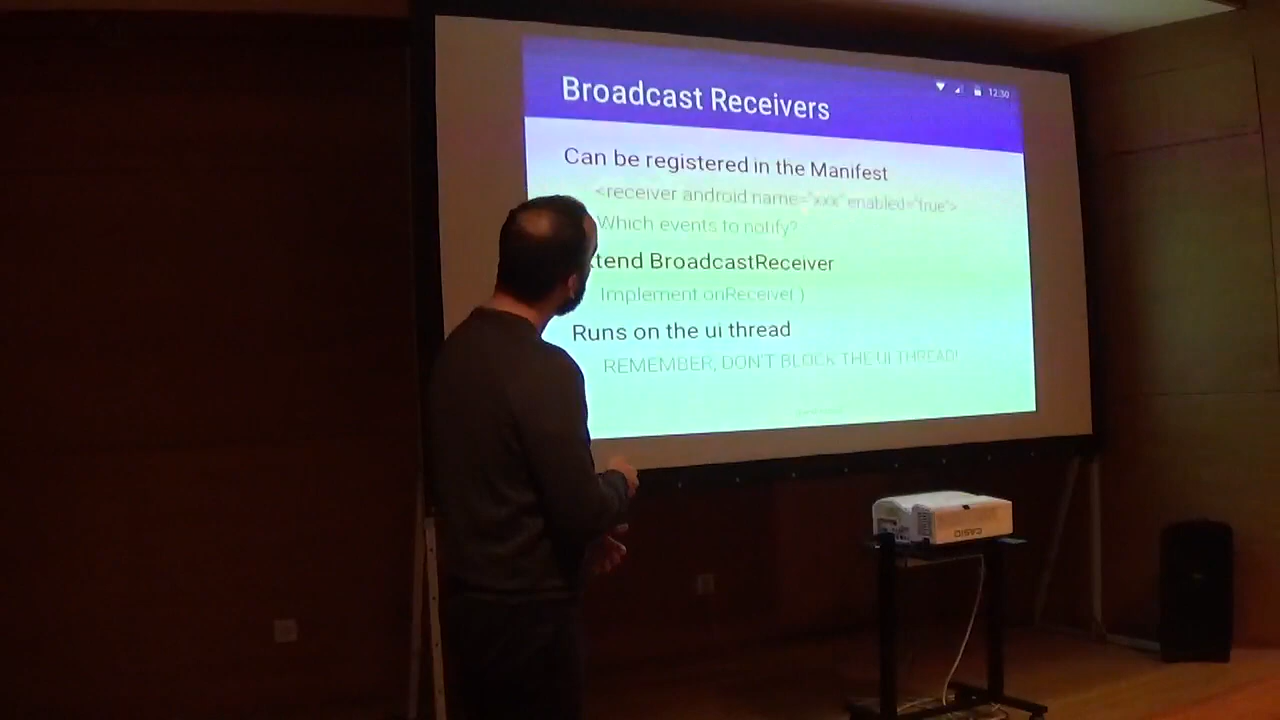 Broadcast Receivers
12:30
Can be registered in the Manifest
<receiver android name="xxx" enabled="true">
Which events to notify?
tend BroadcastReceiver
Implement onReceive( )
Runs on the ui thread
REMEMBER, DON'T BLOCK THE UI THREAD!
CASIO